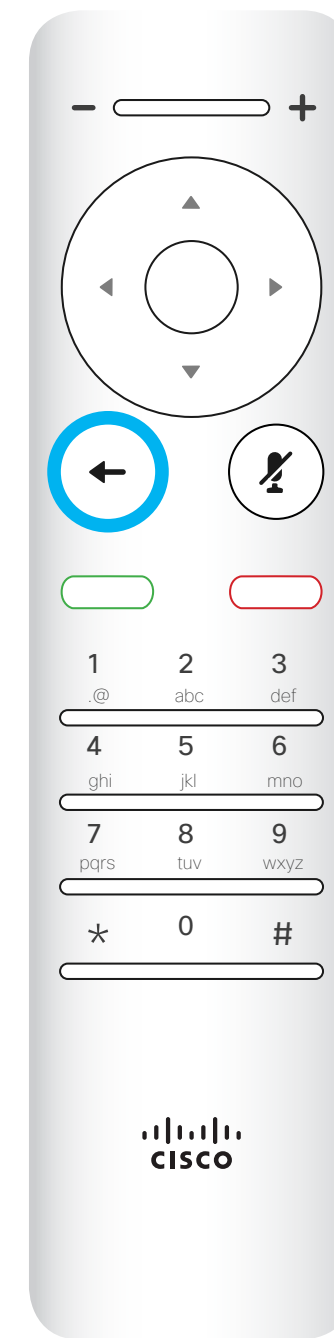 - +
1 2 3
.@ abc def
4 5 6
ghi jkl mno
7 8 9
pqrs tuv wxyz
* 0 #
CISCO